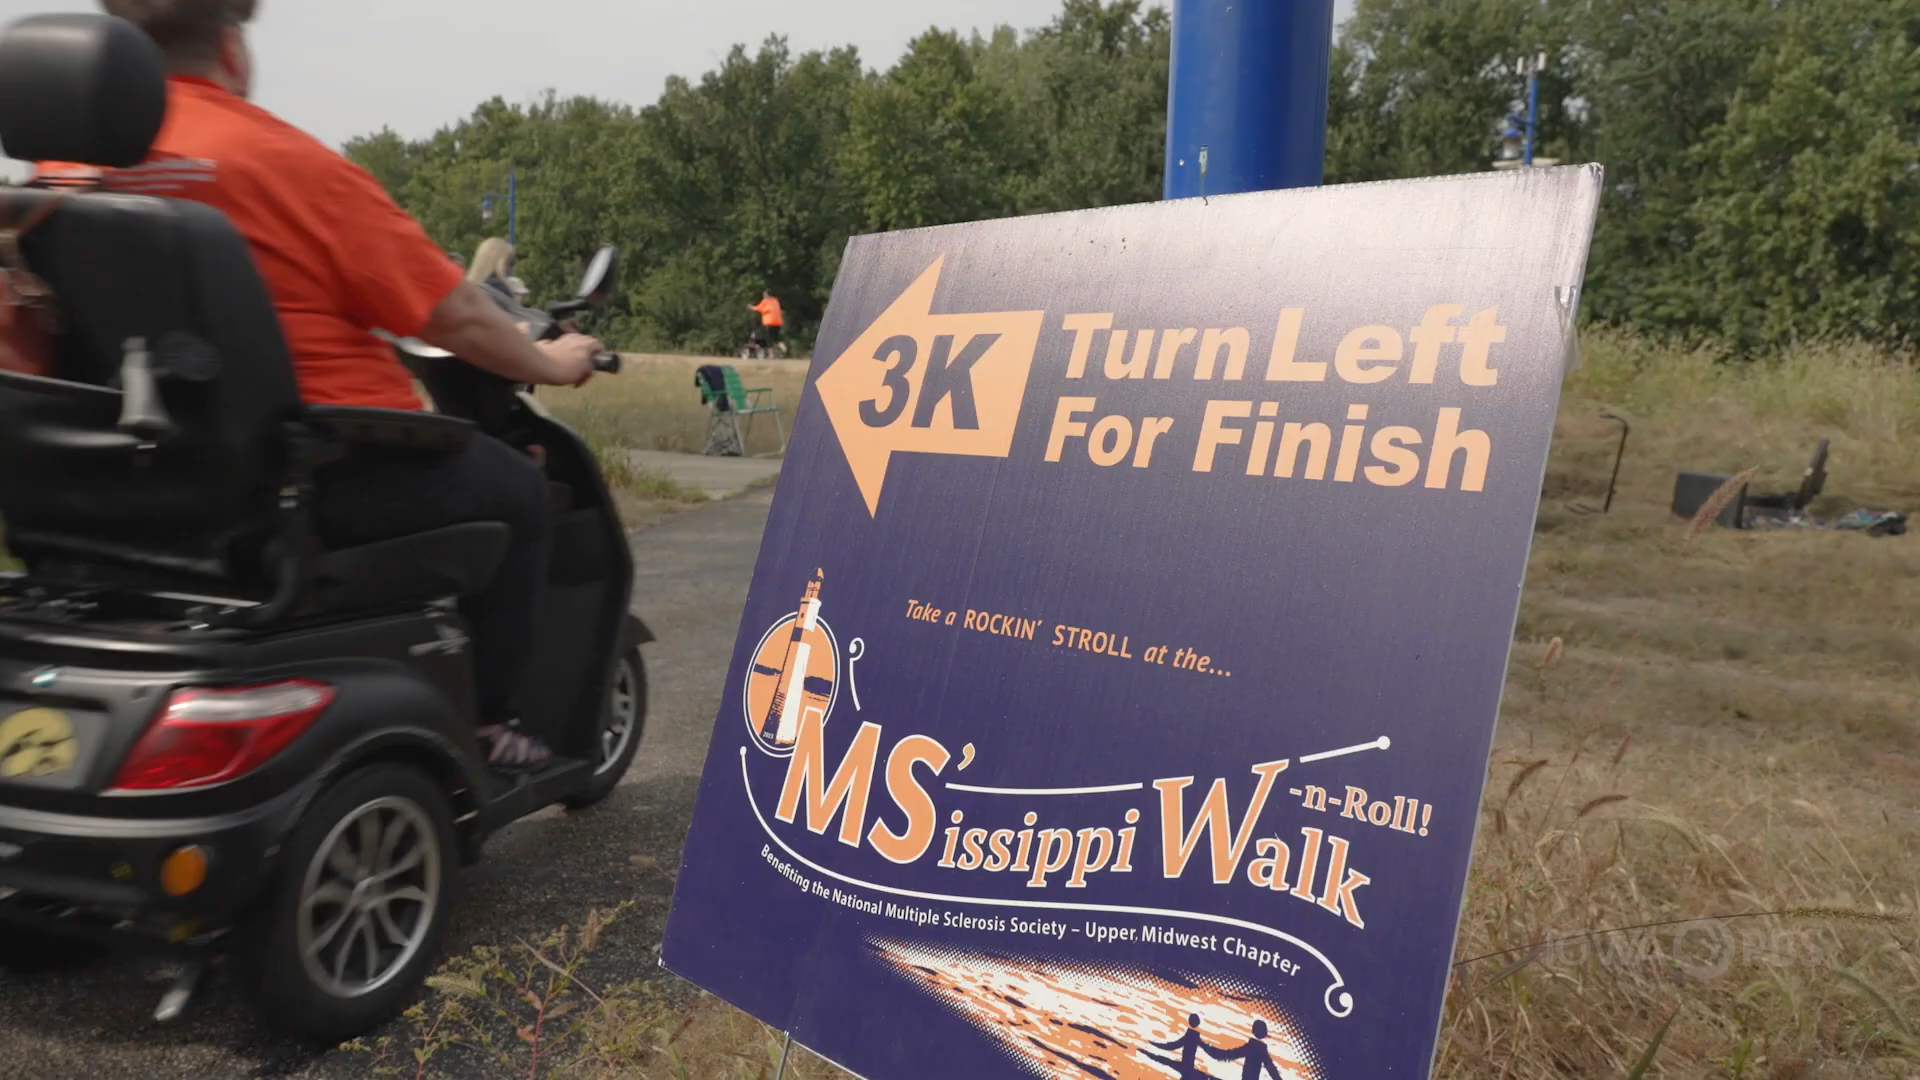 3K
Turn Left
For Finish
Take a ROCKIN' STROLL at the...
MS'issippi Walk
-n-Roll!
Benefiting the National Multiple Sclerosis Society – Upper Midwest Chapter
IOWA PBS